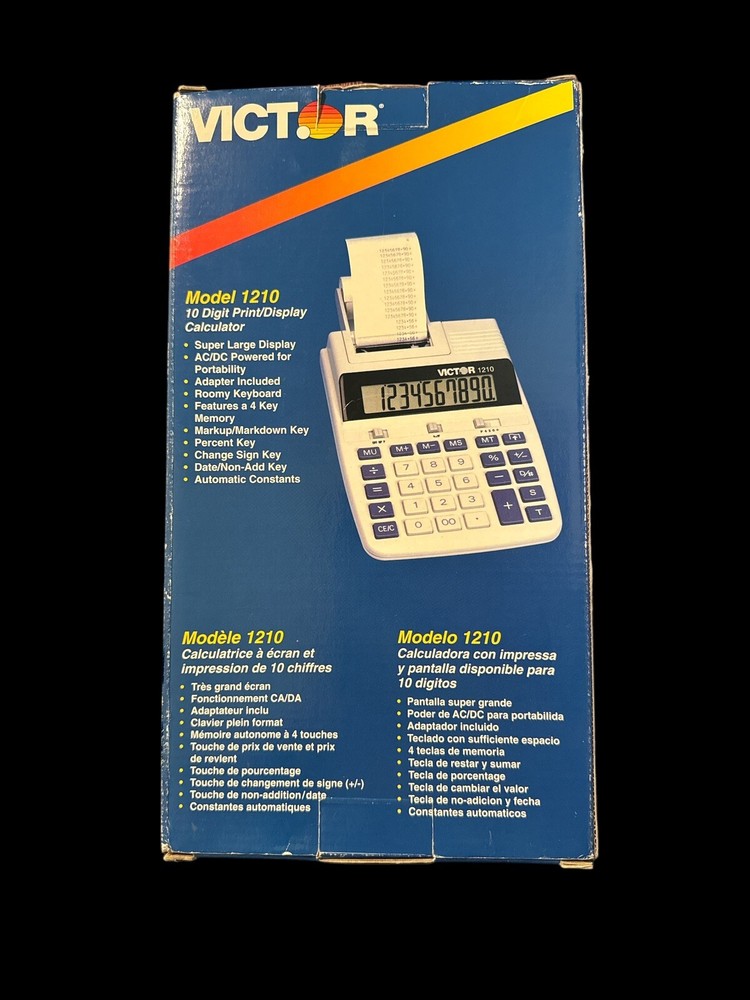 VICTOR®
Model 1210
10 Digit Print/Display
Calculator
• Super Large Display
• AC/DC Powered for
Portability
• Adapter Included
• Roomy Keyboard
• Features a 4 Key
Memory
• Markup/Markdown Key
• Percent Key
• Change Sign Key
• Date/Non-Add Key
• Automatic Constants
VICTOR 1210
1234567890.
MU M+ M- MS MT
÷ 7 8 9 % +/-
= 4 5 6 -
X 1 2 3 + S
CE/C 0 00 . T
Modèle 1210
Calculatrice à écran et
impression de 10 chiffres
• Très grand écran
• Fonctionnement CA/DA
• Adaptateur inclu
• Clavier plein format
• Mémoire autonome à 4 touches
• Touche de prix de vente et prix
de revient
• Touche de pourcentage
• Touche de changement de signe (+/-)
• Touche de non-addition/date
• Constantes automatiques
Modelo 1210
Calculadora con impressa
y pantalla disponible para
10 digitos
• Pantalla super grande
• Poder de AC/DC para portabilida
• Adaptador incluido
• Teclado con sufficiente espacio
• 4 teclas de memoria
• Tecla de restar y sumar
• Tecla de porcentage
• Tecla de cambiar el valor
• Tecla de no-adicion y fecha
• Constantes automaticos